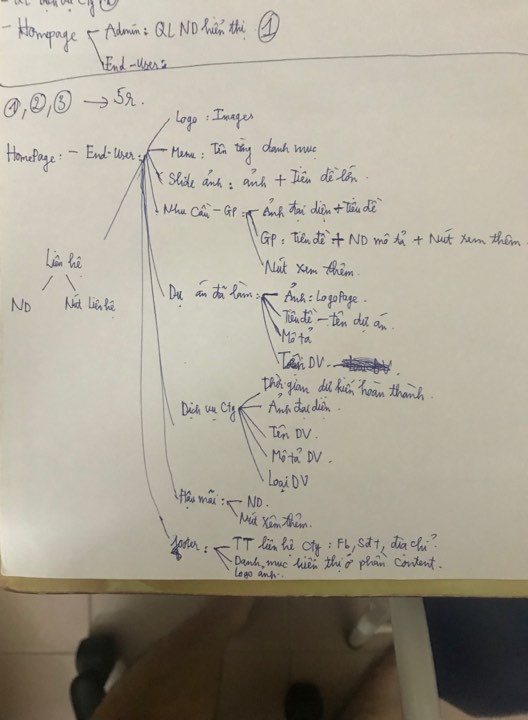 - Homepage
Admin: QL ND hiển thị ①
End-User:
①, ②, ③ → 5r.
HomePage: - End-User:
Logo: Images
Menu: Tên từng danh mục
Slide ảnh: ảnh + Tiêu đề lớn.
Nhu cầu - GP:
Ảnh đại diện + Tiêu đề
GP: Tiêu đề + ND mô tả + Nút xem thêm.
Nút xem thêm.
Liên hệ
ND
Nút Liên hệ
Dự án đã làm:
Ảnh: LogoPage.
Tiêu đề - tên dự án.
Mô tả
DV.
Dịch vụ Cty
Thời gian dự kiến hoàn thành.
Ảnh đại diện.
Tên DV.
Mô tả DV.
Loại DV
Hậu mãi:
ND.
Nút xem thêm.
footer:
TT liên hệ Cty: Fb, Sđt, địa chỉ
Danh mục hiển thị ở phần Content.
Logo ảnh.